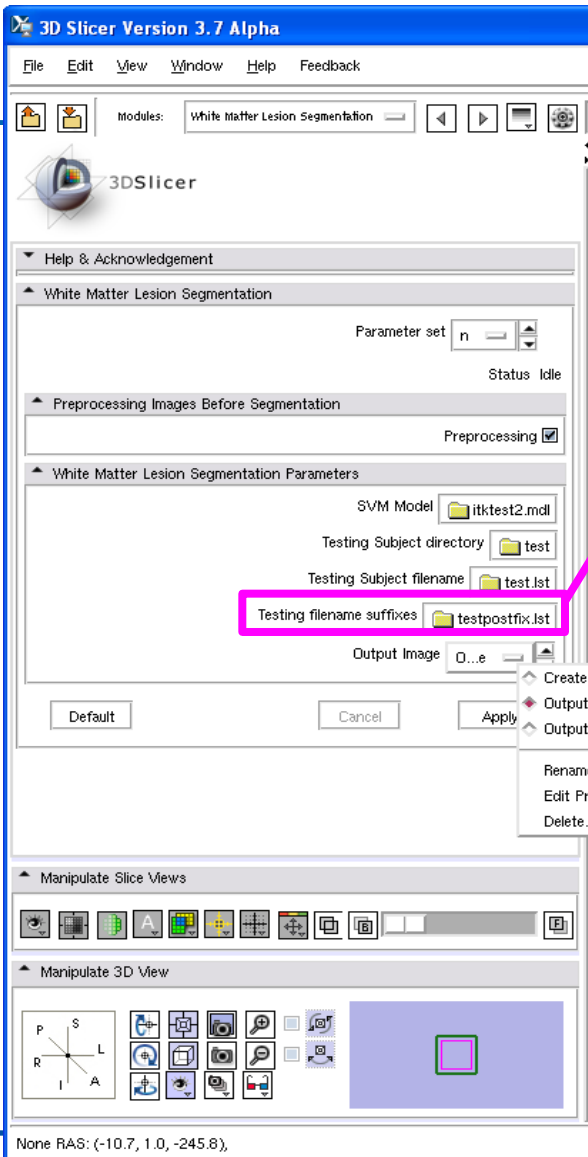 3D Slicer Version 3.7 Alpha
File Edit View Window Help Feedback
Modules: White Matter Lesion Segmentation
3DSlicer
Help & Acknowledgement
White Matter Lesion Segmentation
Parameter set n
Status Idle
Preprocessing Images Before Segmentation
Preprocessing
White Matter Lesion Segmentation Parameters
SVM Model itktest2.mdl
Testing Subject directory test
Testing Subject filename test.lst
Testing filename suffixes testpostfix.lst
Output Image O...e
Create
Output
Output
Default Cancel Apply
Rename
Edit Pr
Delete.
Manipulate Slice Views
A B F
Manipulate 3D View
P S
R L
I A
None RAS: (-10.7, 1.0, -245.8),